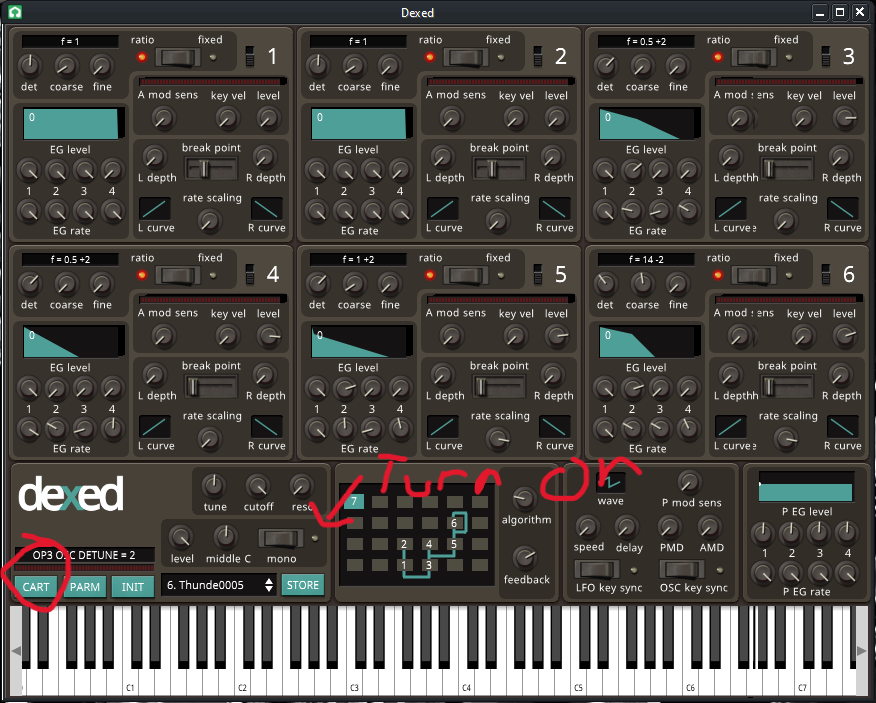 Dexed
f = 1
ratio fixed
1
det coarse fine
A mod sens key vel level
0
EG level
1 2 3 4
EG rate
break point
L depth R depth
rate scaling
L curve R curve
f = 1
ratio fixed
2
det coarse fine
A mod sens key vel level
0
EG level
1 2 3 4
EG rate
break point
L depth R depth
rate scaling
L curve R curve
f = 0.5 +2
ratio fixed
3
det coarse fine
A mod sens key vel level
0
EG level
1 2 3 4
EG rate
break point
L depth R depth
rate scaling
L curve R curve
f = 0.5 +2
ratio fixed
4
det coarse fine
A mod sens key vel level
0
EG level
1 2 3 4
EG rate
break point
L depth R depth
rate scaling
L curve R curve
f = 1 +2
ratio fixed
5
det coarse fine
A mod sens key vel level
0
EG level
1 2 3 4
EG rate
break point
L depth R depth
rate scaling
L curve R curve
f = 14 -2
ratio fixed
6
det coarse fine
A mod sens key vel level
0
EG level
1 2 3 4
EG rate
break point
L depth R depth
rate scaling
L curve R curve
Turn On
dexed
tune cutoff reso
level middle C mono
OP3 OSC DETUNE = 2
CART PARM INIT
6. Thunde0005
STORE
7
6
2 4 5
1 3
algorithm
feedback
wave
P mod sens
speed delay PMD AMD
LFO key sync OSC key sync
P EG level
1 2 3 4
P EG rate
C1 C2 C3 C4 C5 C6 C7